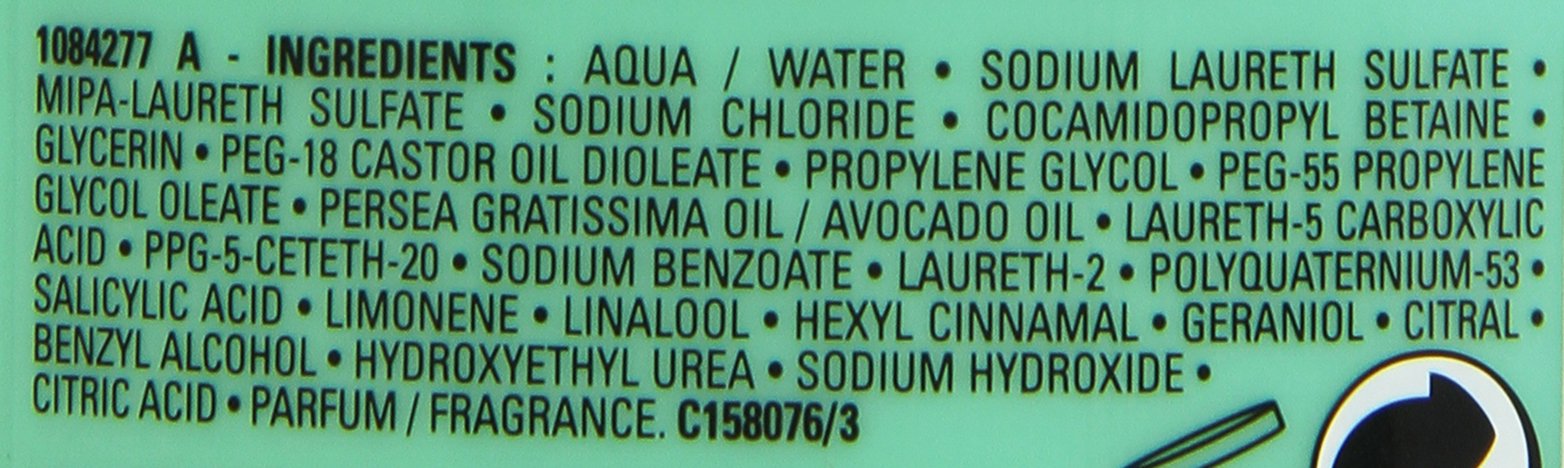 1084277 A - INGREDIENTS : AQUA / WATER • SODIUM LAURETH SULFATE •
MIPA-LAURETH SULFATE • SODIUM CHLORIDE • COCAMIDOPROPYL BETAINE •
GLYCERIN • PEG-18 CASTOR OIL DIOLEATE • PROPYLENE GLYCOL • PEG-55 PROPYLENE
GLYCOL OLEATE • PERSEA GRATISSIMA OIL / AVOCADO OIL • LAURETH-5 CARBOXYLIC
ACID • PPG-5-CETETH-20 • SODIUM BENZOATE • LAURETH-2 • POLYQUATERNIUM-53 •
SALICYLIC ACID • LIMONENE • LINALOOL • HEXYL CINNAMAL • GERANIOL • CITRAL •
BENZYL ALCOHOL • HYDROXYETHYL UREA • SODIUM HYDROXIDE •
CITRIC ACID • PARFUM / FRAGRANCE. C158076/3